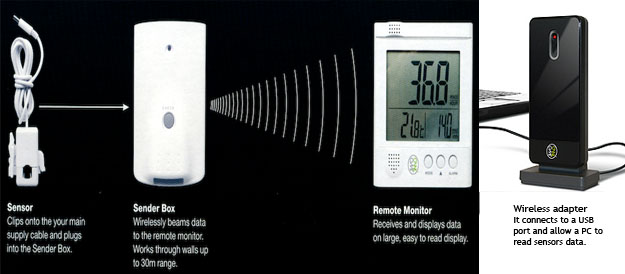 36.8
21.8c
140
Sensor
Clips onto the your main
supply cable and plugs
into the Sender Box.
Sender Box
Wirelessly beams data
to the remote monitor.
Works through walls up
to 30m range.
Remote Monitor
Receives and displays data
on large, easy to read display.
Wireless adapter
It connects to a USB
port and allow a PC to
read sensors data.